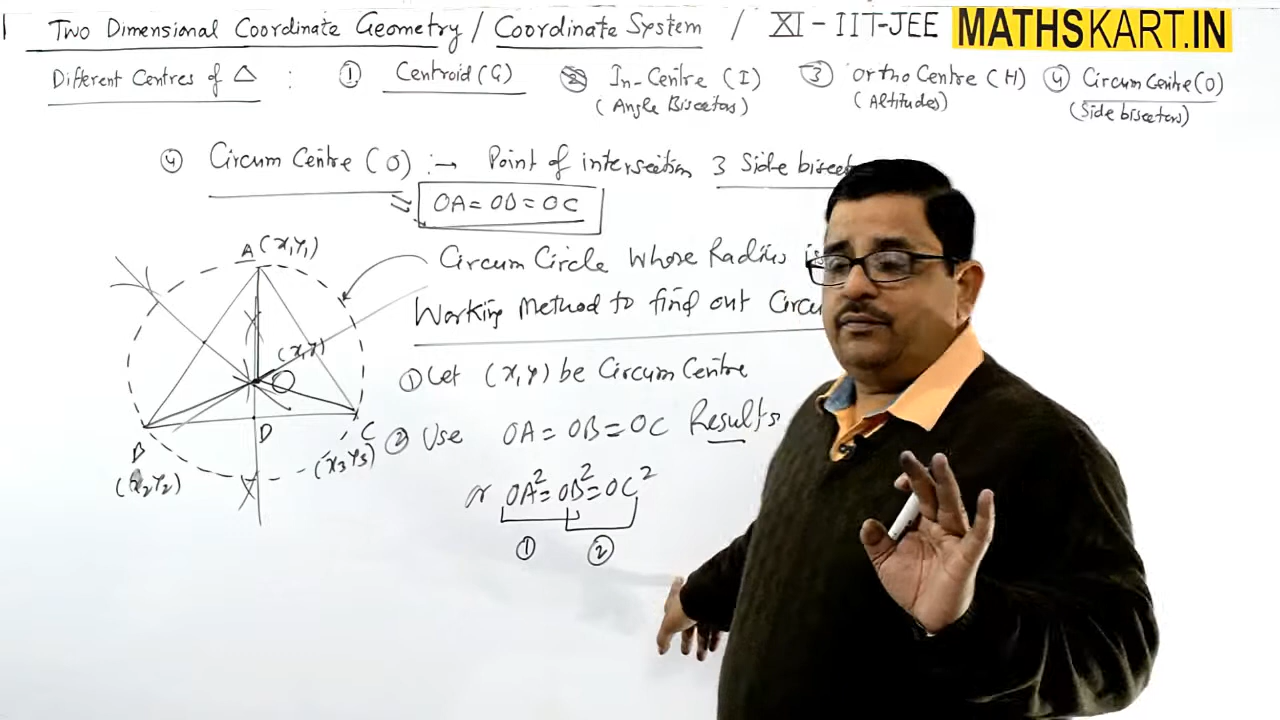 Two Dimensional Coordinate Geometry / Coordinate System / XI - IIT-JEE MATHSKART.IN
Different Centres of Δ : ① Centroid (G) ② In-Centre (I) ③ Ortho Centre (H) ④ Circum Centre (O)
(Angle Bisectors) (Altitudes) (Side bisectors)
④ Circum Centre (O) :→ Point of intersection 3 Side
OA = OB = OC
A (x1 y1)
Circum Circle Whose Radius is
Working Method to find out
(x,y)
① Let (x,y) be Circum Centre
D
C
B
② Use OA = OB = OC Results
(x3 y3)
(x2 y2)
or OA² = OB² = OC²
① ②